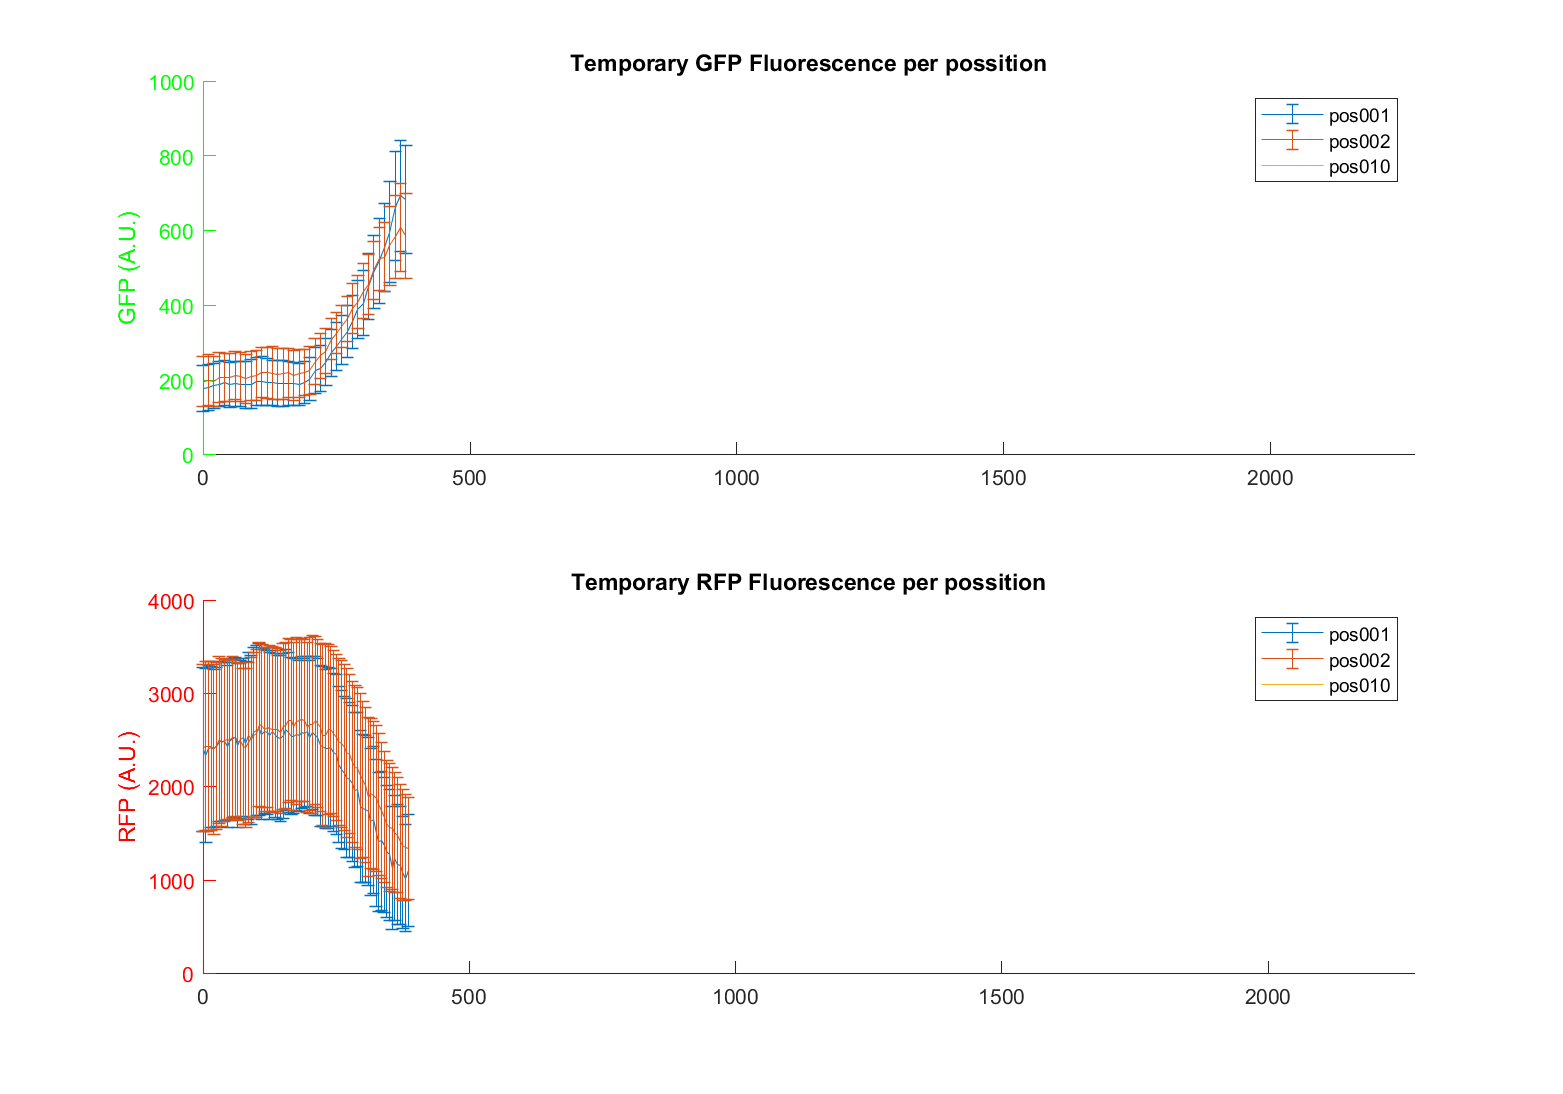 Temporary GFP Fluorescence per possition
GFP (A.U.)
1000
800
600
400
200
0
0 500 1000 1500 2000
pos001
pos002
pos010
Temporary RFP Fluorescence per possition
RFP (A.U.)
4000
3000
2000
1000
0
0 500 1000 1500 2000
pos001
pos002
pos010